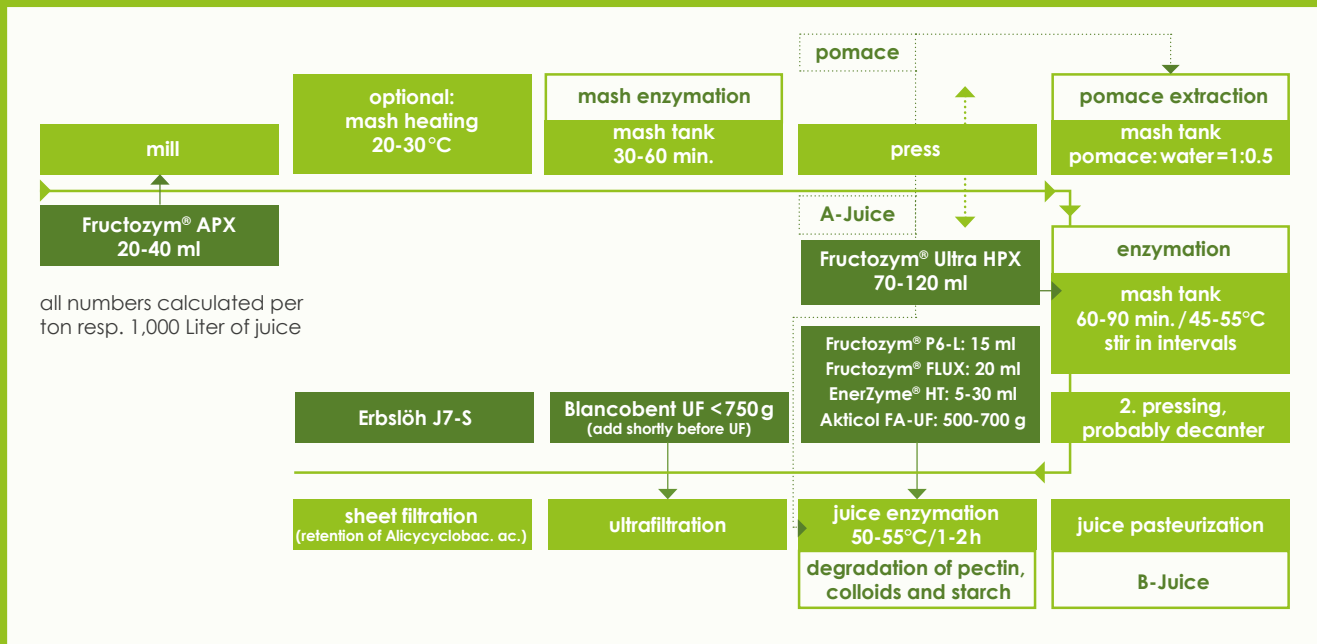 pomace
optional:
mash heating
20-30°C
mash enzymation
mash tank
30-60 min.
pomace extraction
mash tank
pomace:water=1:0.5
mill
press
Fructozym® APX
20-40 ml
A-Juice
Fructozym® Ultra HPX
70-120 ml
enzymation
mash tank
60-90 min./45-55°C
stir in intervals
all numbers calculated per
ton resp. 1,000 Liter of juice
Fructozym® P6-L: 15 ml
Fructozym® FLUX: 20 ml
EnerZyme® HT: 5-30 ml
Akticol FA-UF: 500-700 g
Erbslöh J7-S
Blancobent UF <750g
(add shortly before UF)
2. pressing,
probably decanter
sheet filtration
(retention of Alicycyclobac. ac.)
ultrafiltration
juice enzymation
50-55°C/1-2h
degradation of pectin,
colloids and starch
juice pasteurization
B-Juice